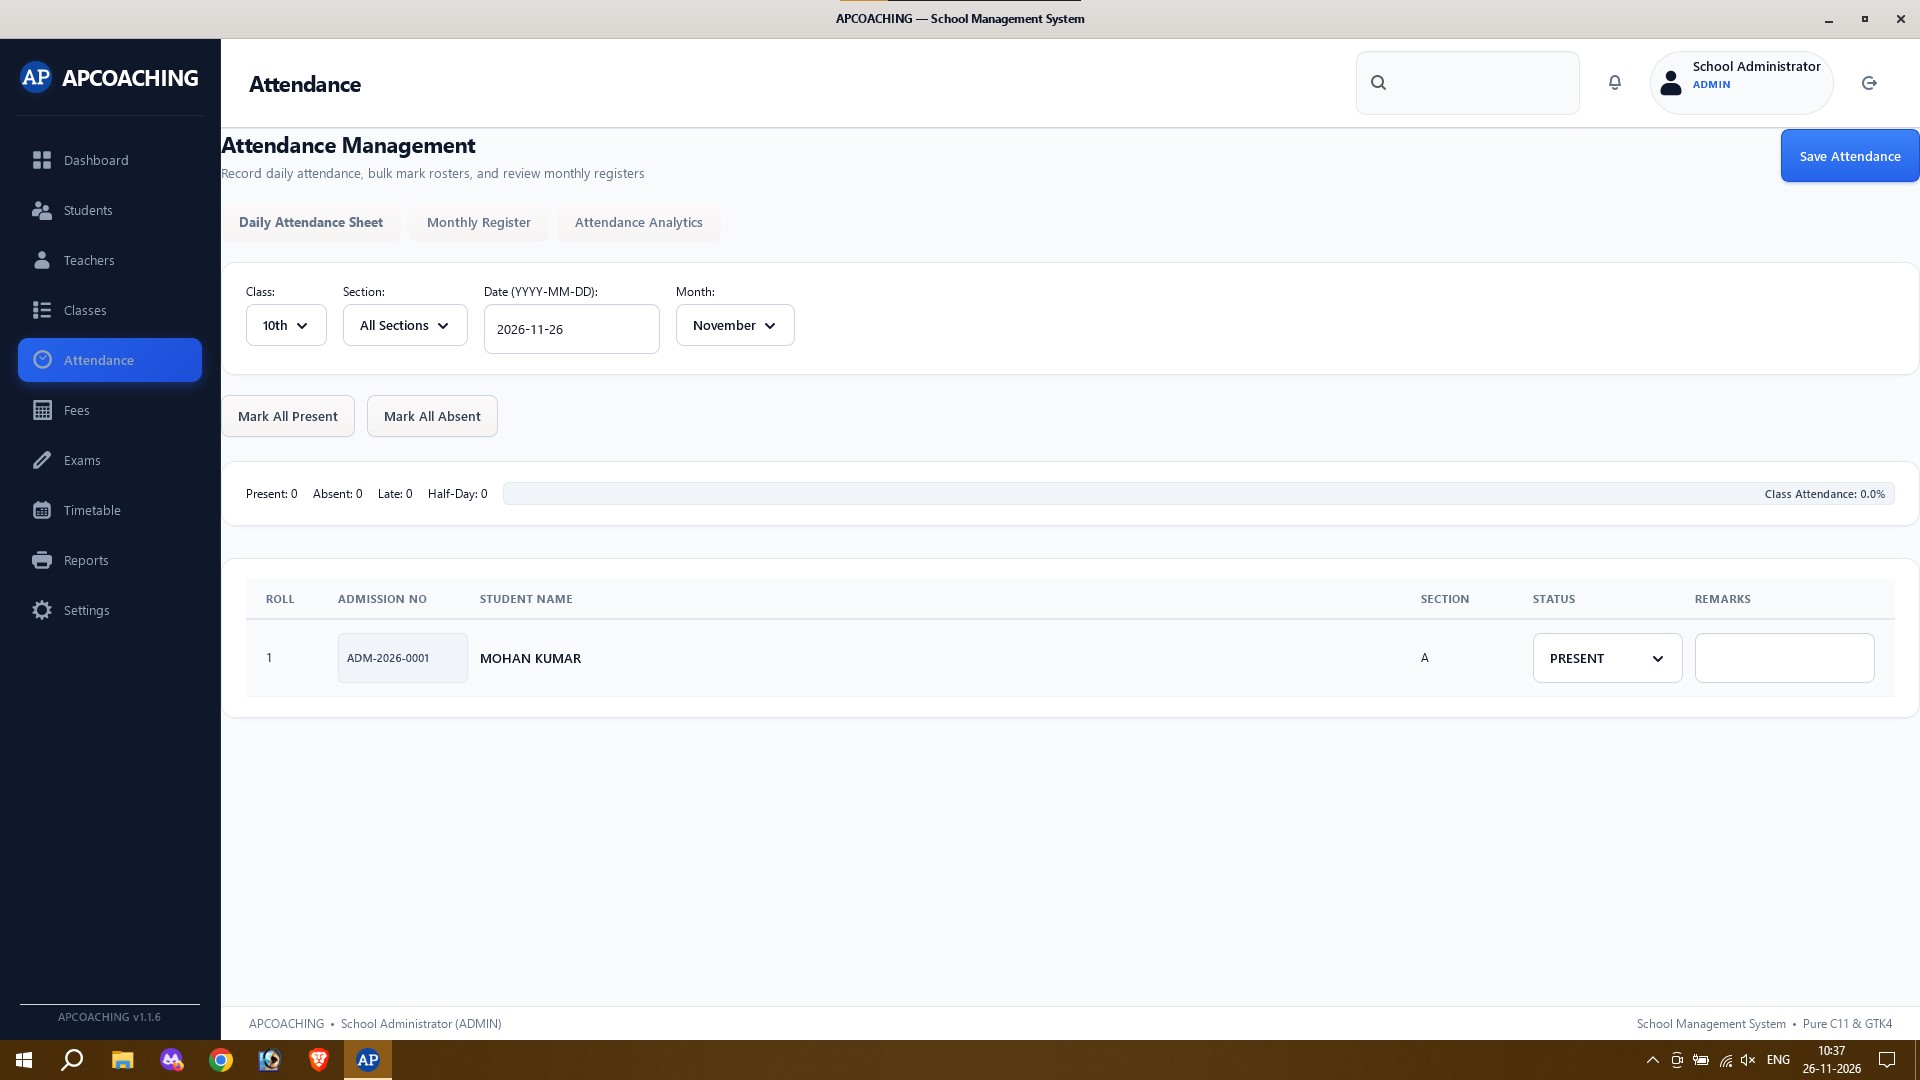 APCOACHING — School Management System
AP APCOACHING
Attendance
School Administrator
ADMIN
Dashboard
Students
Teachers
Classes
Attendance
Fees
Exams
Timetable
Reports
Settings
APCOACHING v1.1.6
Attendance Management
Record daily attendance, bulk mark rosters, and review monthly registers
Save Attendance
Daily Attendance Sheet Monthly Register Attendance Analytics
Class: Section: Date (YYYY-MM-DD): Month:
10th All Sections 2026-11-26 November
Mark All Present Mark All Absent
Present: 0 Absent: 0 Late: 0 Half-Day: 0 Class Attendance: 0.0%
ROLL ADMISSION NO STUDENT NAME SECTION STATUS REMARKS
1 ADM-2026-0001 MOHAN KUMAR A PRESENT
APCOACHING • School Administrator (ADMIN) School Management System • Pure C11 & GTK4
AP ENG 10:37
26-11-2026